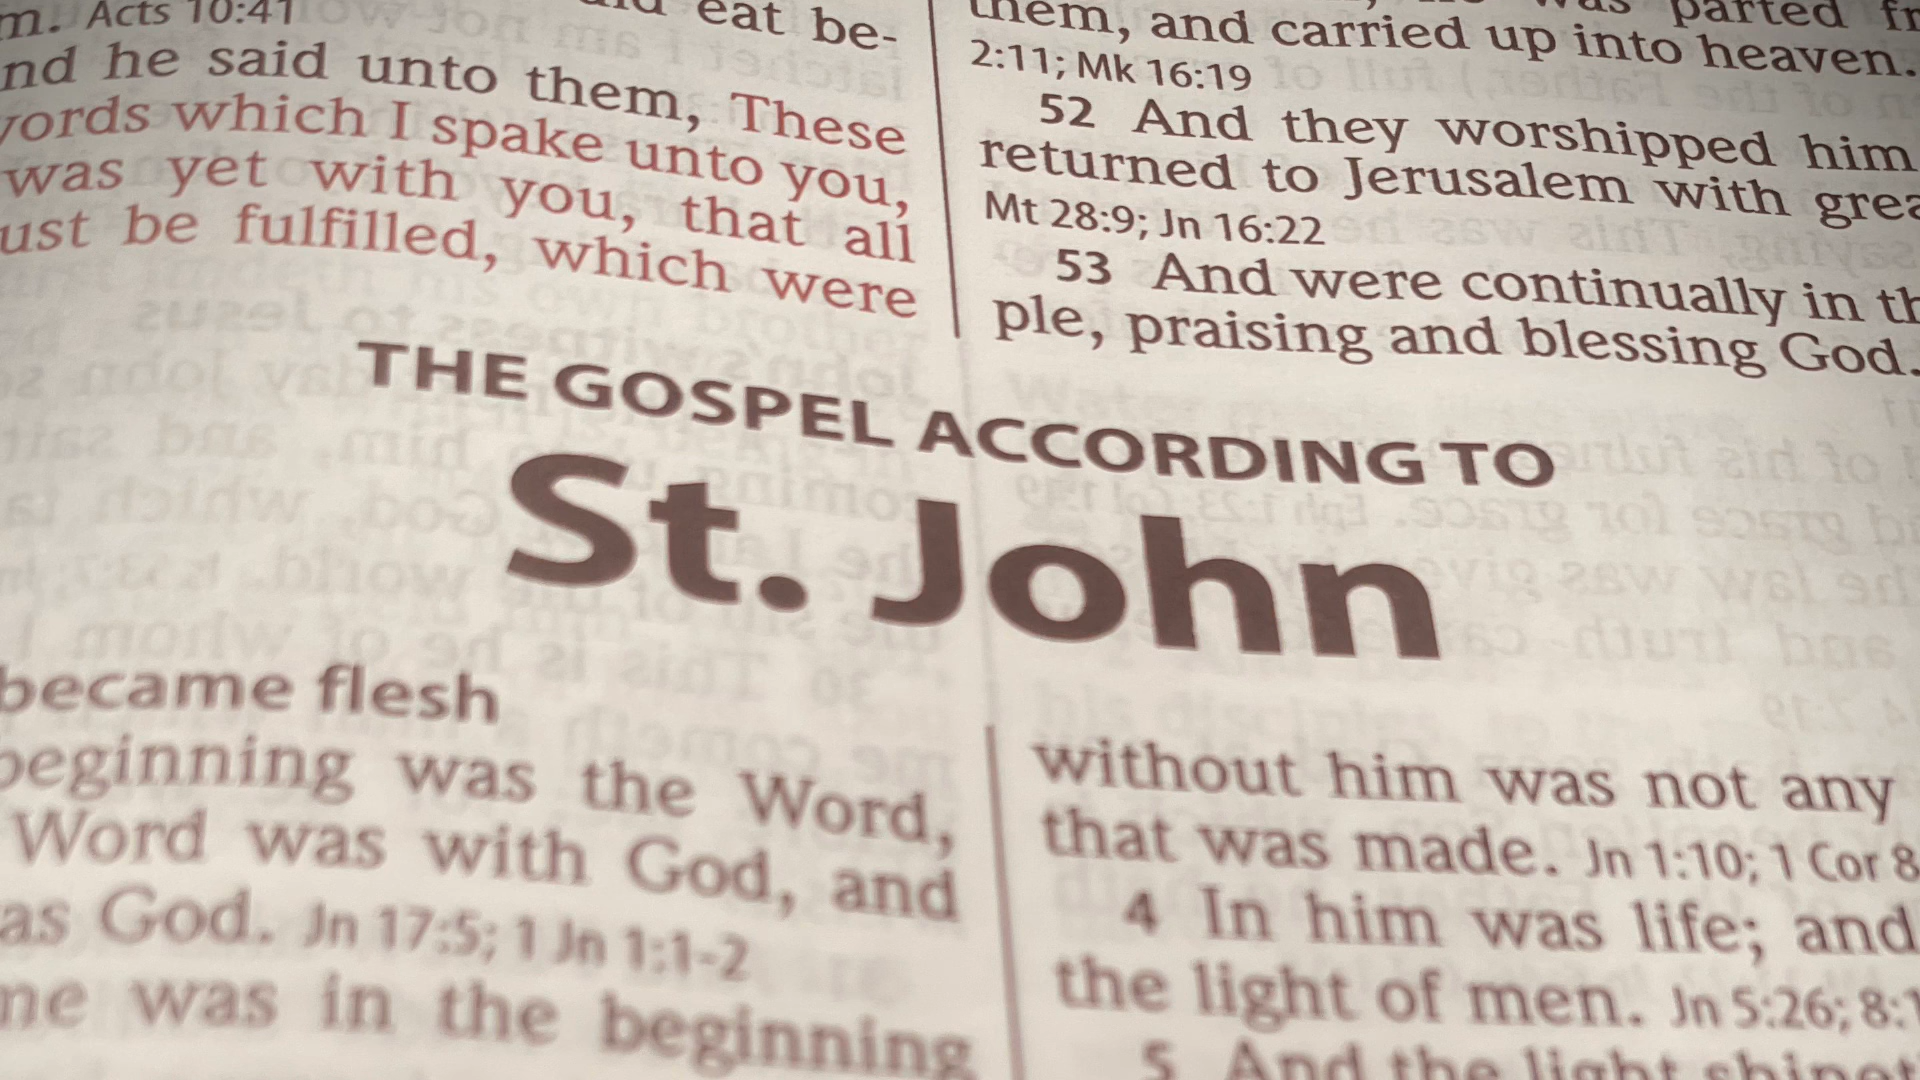 Acts 10:41
eat be-
he said unto them, These
which I spake unto you,
was yet with you, that all
be fulfilled, which were
them, and carried up into heaven.
2:11; Mk 16:19
52 And they worshipped him
returned to Jerusalem with
Mt 28:9; Jn 16:22
53 And were continually in
ple, praising and blessing God.
THE GOSPEL ACCORDING TO
St. John
became flesh
beginning was the Word,
Word was with God, and
as God. Jn 17:5; 1 Jn 1:1-2
was in the beginning
without him was not any
that was made. Jn 1:10; 1 Cor 8
4 In him was life; and
the light of men. Jn 5:26; 8:1
5 And the light